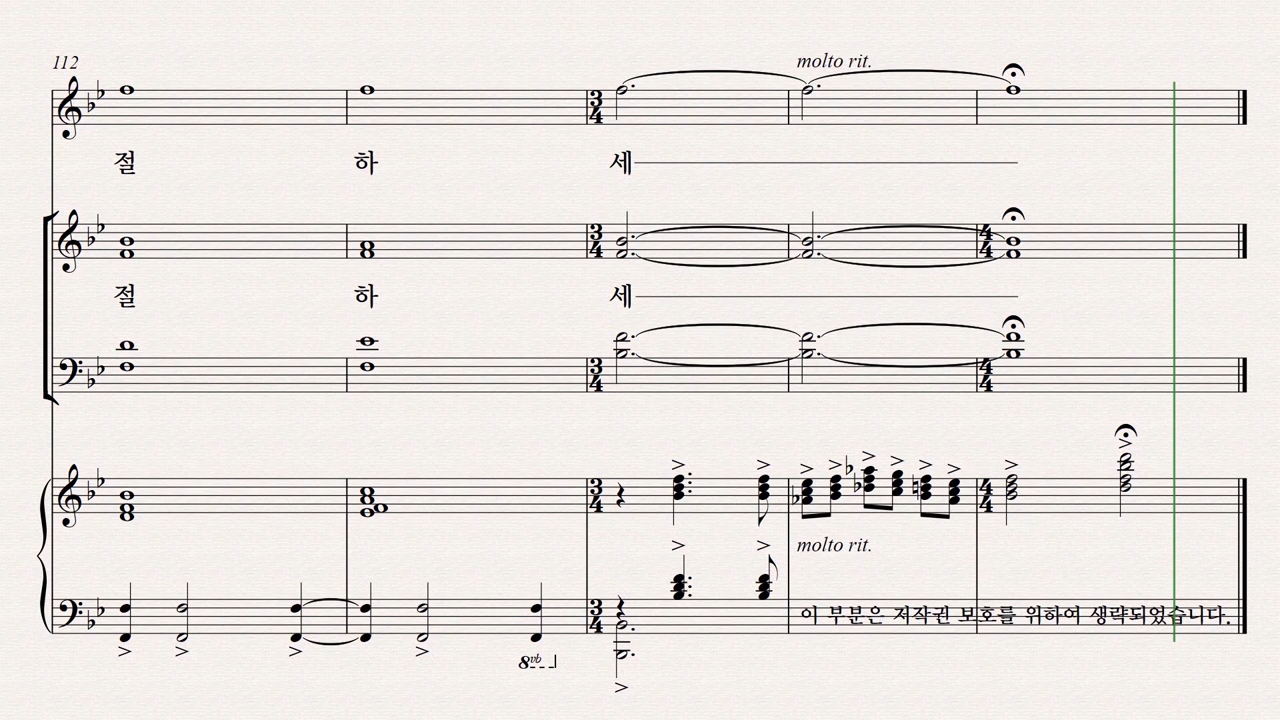 112
molto rit.
절 하 세
절 하 세
molto rit.
이 부분은 저작권 보호를 위하여 생략되었습니다.
8vb